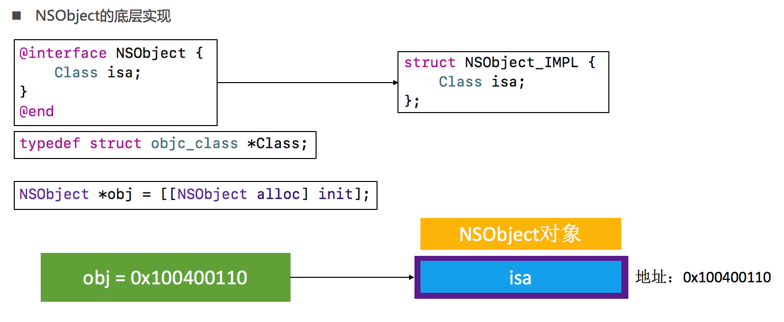 NSObject的底层实现
@interface NSObject {
    Class isa;
}
@end
struct NSObject_IMPL {
    Class isa;
};
typedef struct objc_class *Class;
NSObject *obj = [[NSObject alloc] init];
NSObject对象
obj = 0x100400110
isa
地址：0x100400110